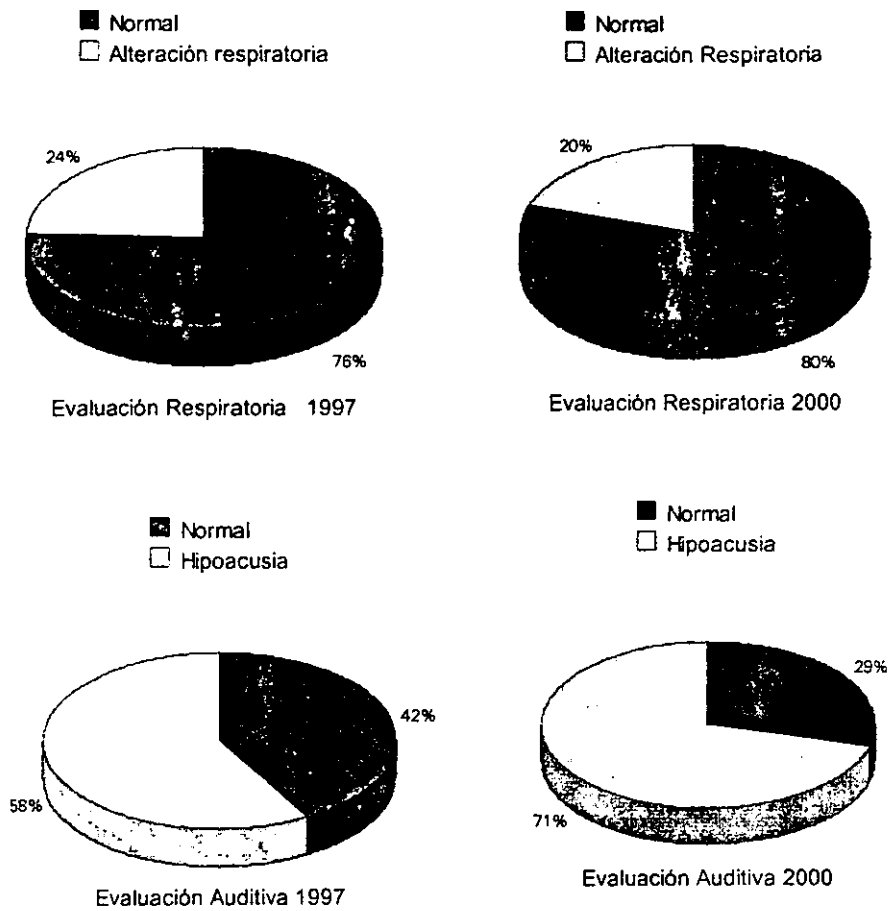 Normal
Alteración respiratoria
24%
76%
Evaluación Respiratoria 1997
Normal
Alteración Respiratoria
20%
80%
Evaluación Respiratoria 2000
Normal
Hipoacusia
42%
58%
Evaluación Auditiva 1997
Normal
Hipoacusia
29%
71%
Evaluación Auditiva 2000